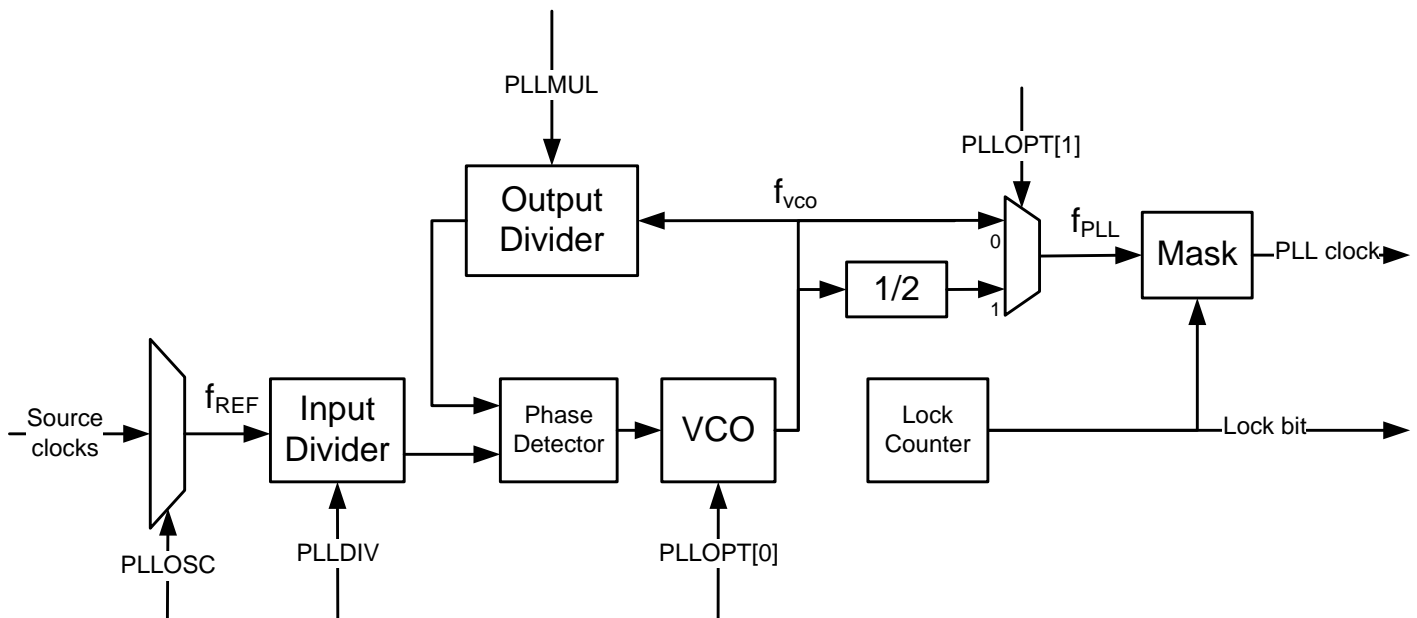 PLLMUL
PLLOPT[1]
Output
Divider
fvco
0
fPLL
Mask
PLL clock
1/2
1
Source
clocks
fREF
Input
Divider
Phase
Detector
VCO
Lock
Counter
Lock bit
PLLOSC
PLLDIV
PLLOPT[0]